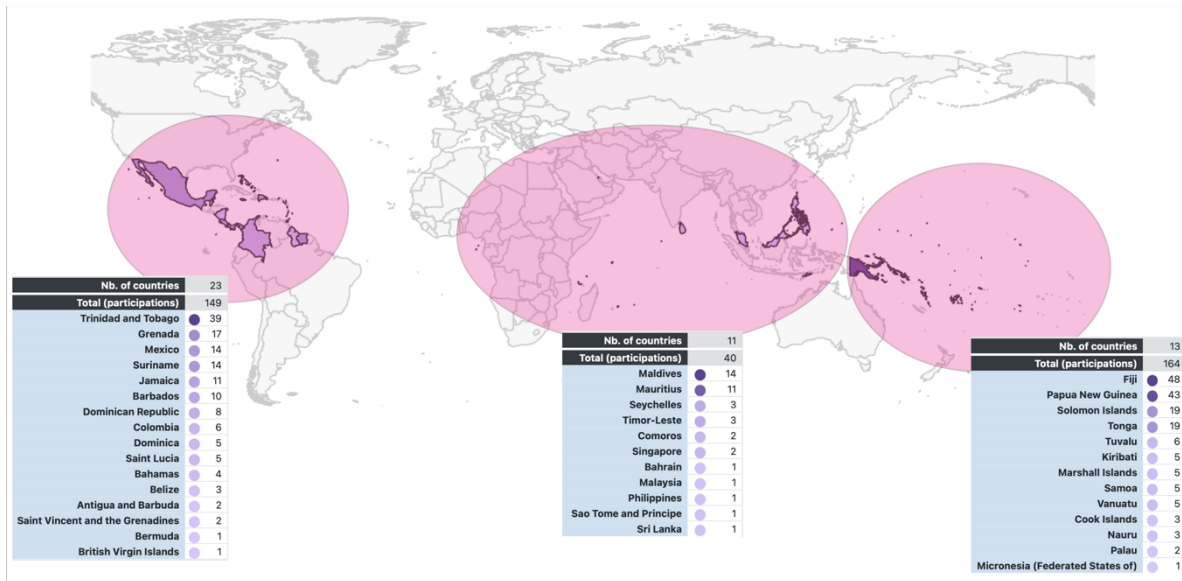 Nb. of countries 23
Total (participations) 149
Trinidad and Tobago 39
Grenada 17
Mexico 14
Suriname 14
Jamaica 11
Barbados 10
Dominican Republic 8
Colombia 6
Dominica 5
Saint Lucia 5
Bahamas 4
Belize 3
Antigua and Barbuda 2
Saint Vincent and the Grenadines 2
Bermuda 1
British Virgin Islands 1
Nb. of countries 11
Total (participations) 40
Maldives 14
Mauritius 11
Seychelles 3
Timor-Leste 3
Comoros 2
Singapore 2
Bahrain 1
Malaysia 1
Philippines 1
Sao Tome and Principe 1
Sri Lanka 1
Nb. of countries 13
Total (participations) 164
Fiji 48
Papua New Guinea 43
Solomon Islands 19
Tonga 19
Tuvalu 6
Kiribati 5
Marshall Islands 5
Samoa 5
Vanuatu 5
Cook Islands 3
Nauru 3
Palau 2
Micronesia (Federated States of) 1